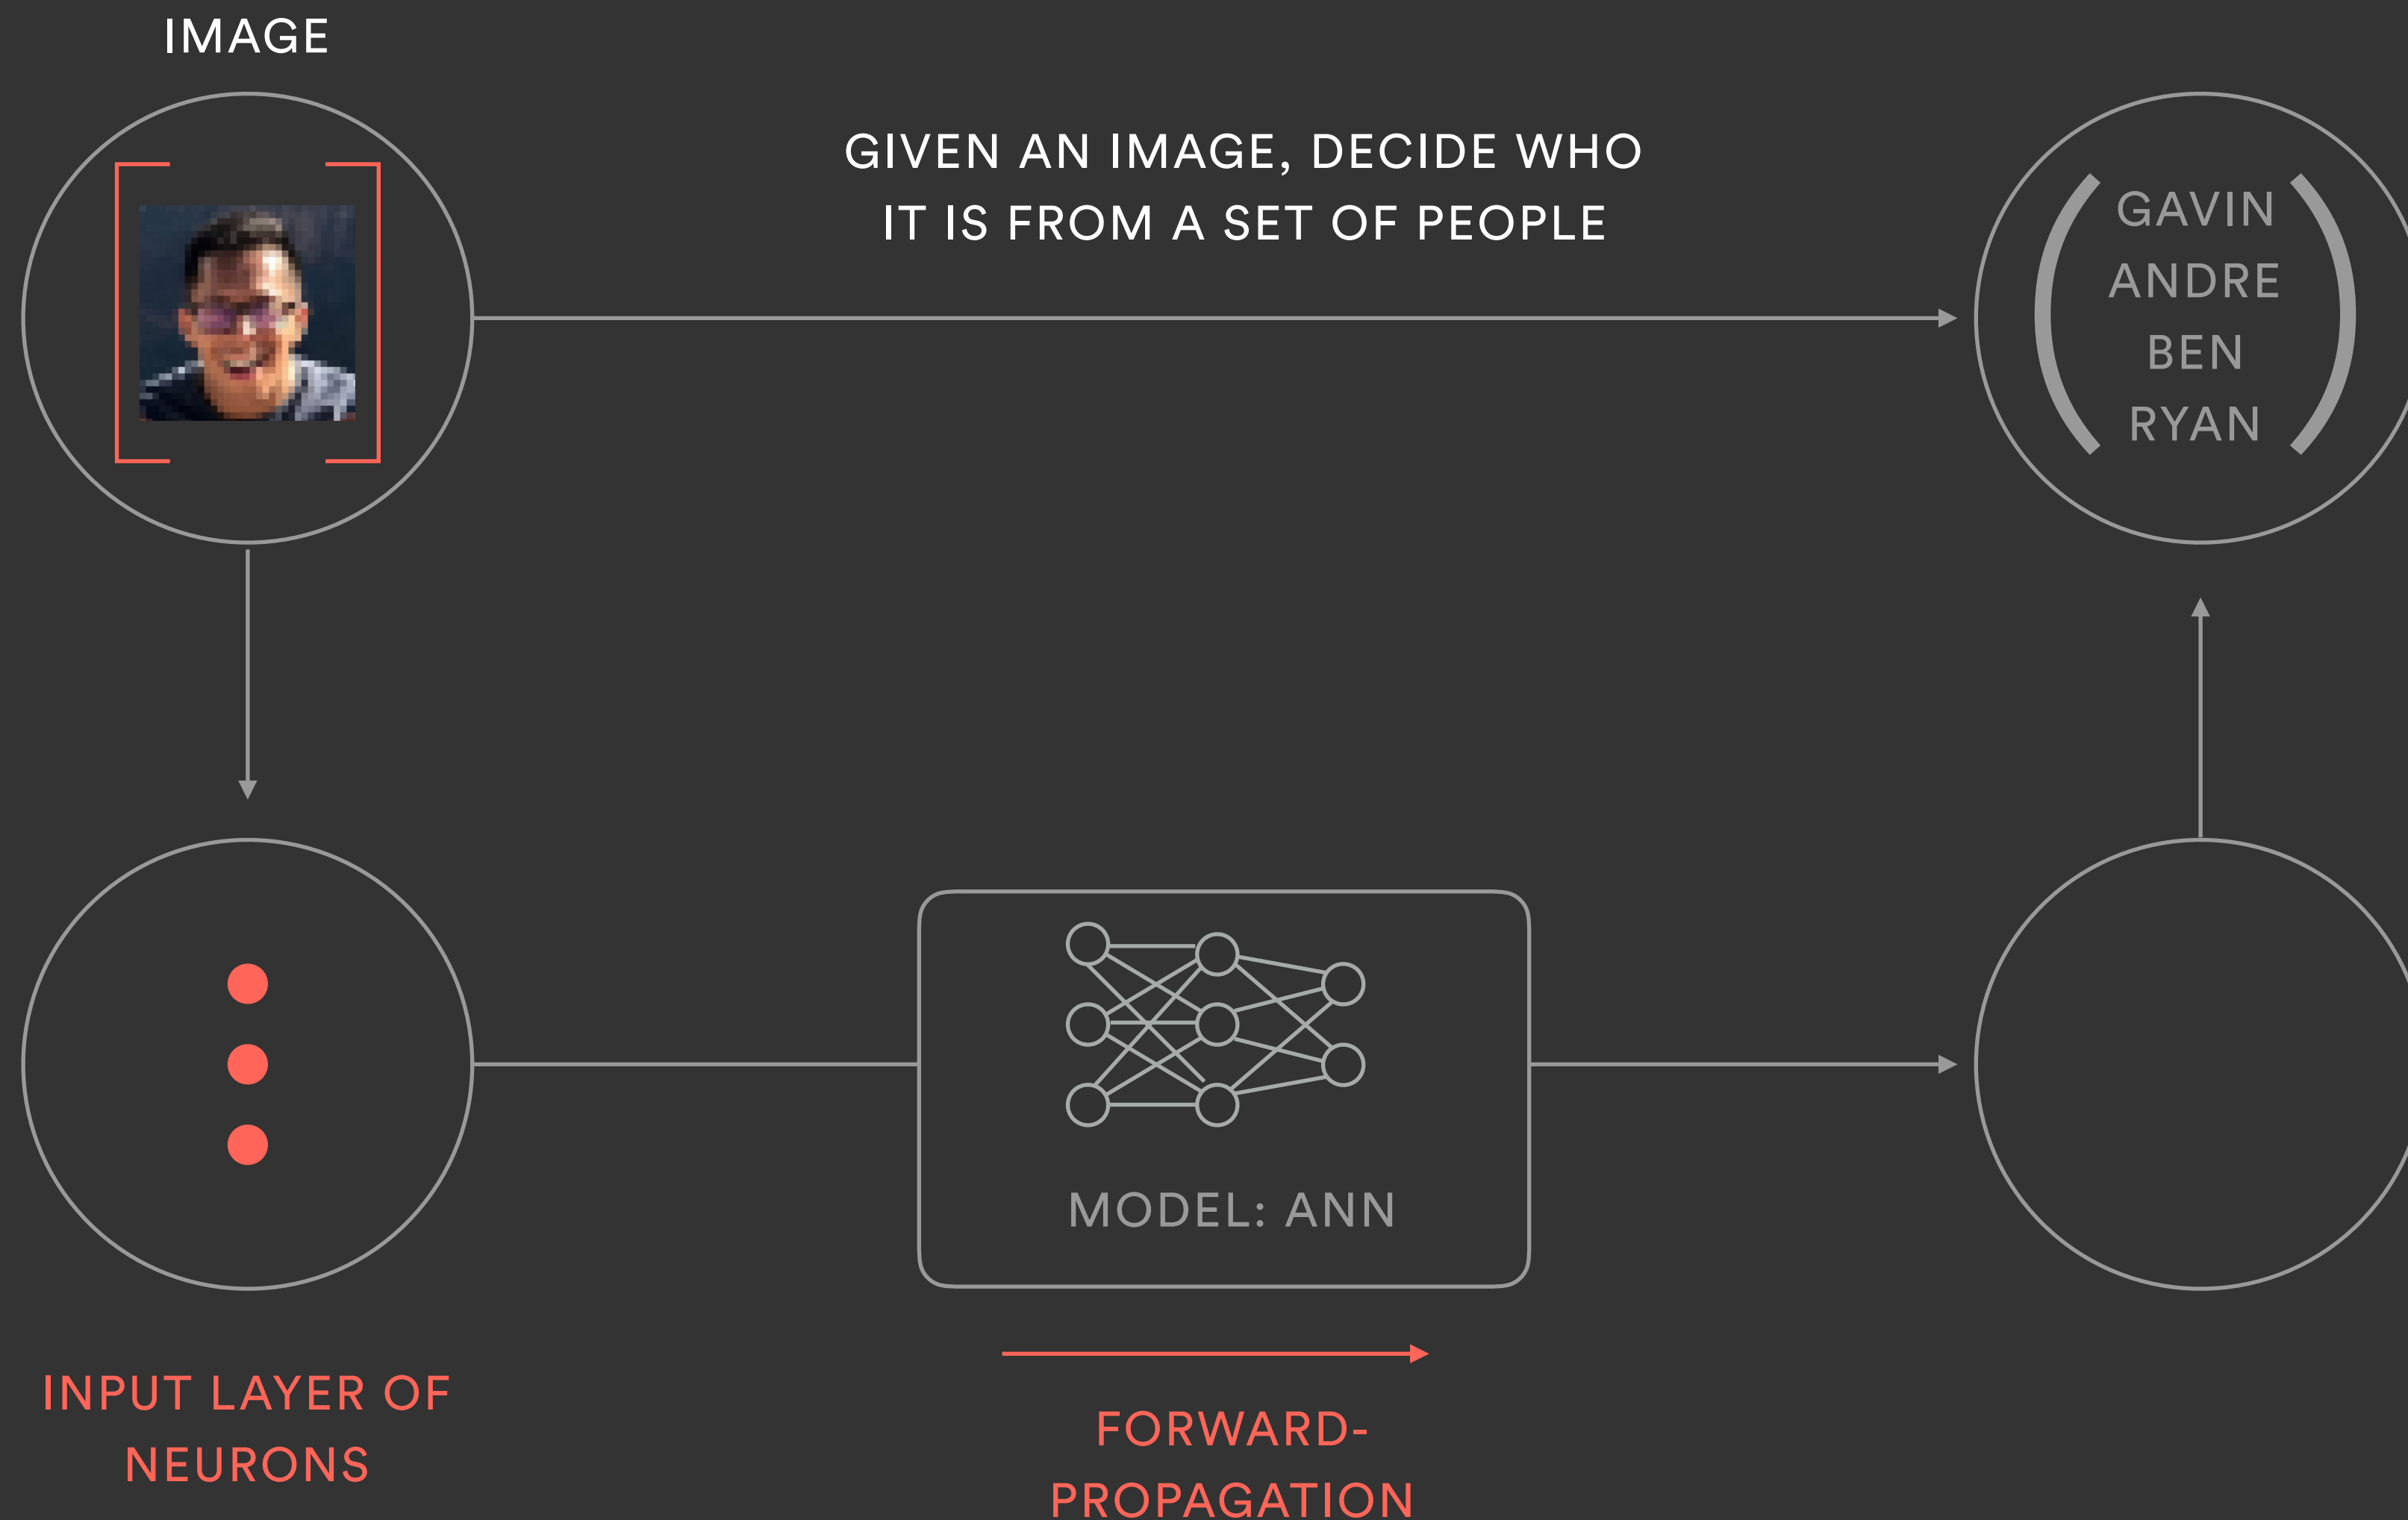 IMAGE
GIVEN AN IMAGE, DECIDE WHO
IT IS FROM A SET OF PEOPLE
GAVIN
ANDRE
BEN
RYAN
MODEL: ANN
INPUT LAYER OF
NEURONS
FORWARD-
PROPAGATION